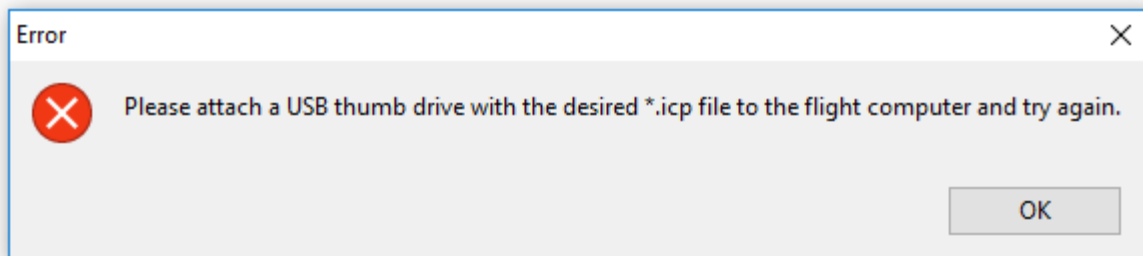 Error
Please attach a USB thumb drive with the desired *.icp file to the flight computer and try again.
OK